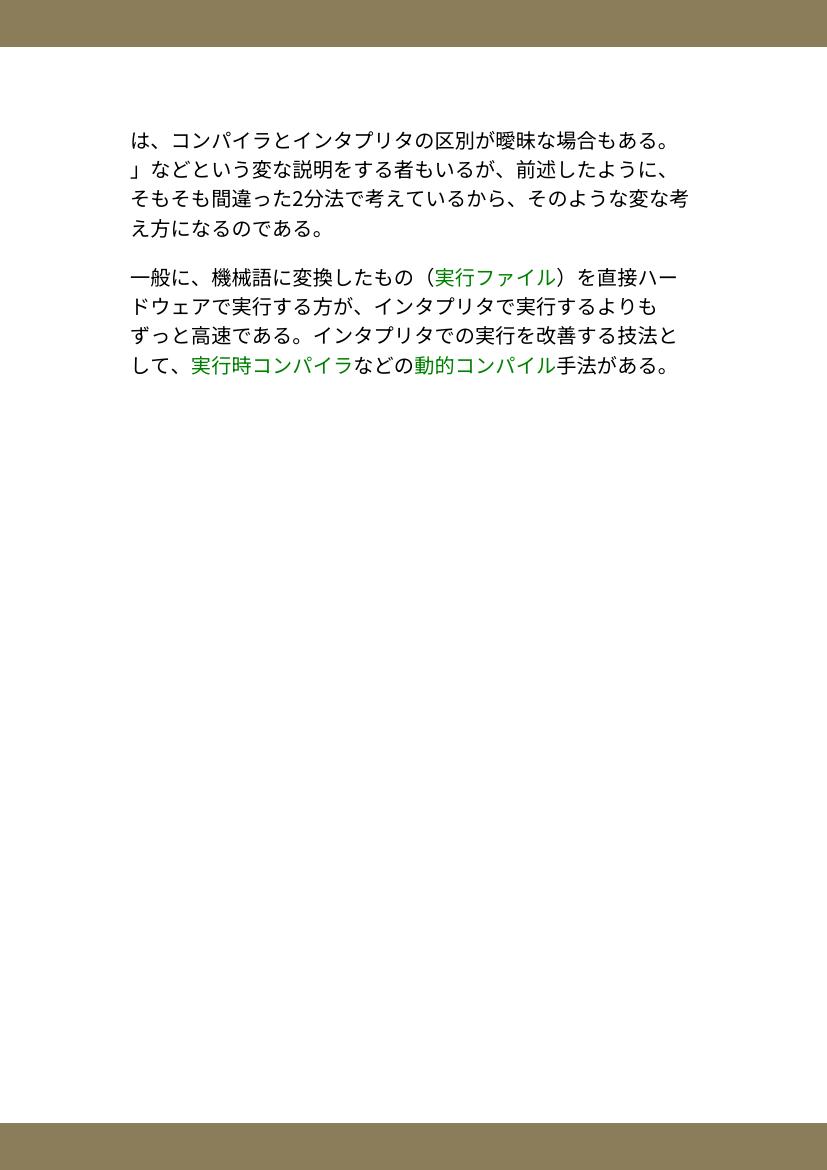 は、コンパイラとインタプリタの区別が曖昧な場合もある。
」などという変な説明をする者もいるが、前述したように、
そもそも間違った2分法で考えているから、そのような変な考
え方になるのである。
一般に、機械語に変換したもの（実行ファイル）を直接ハー
ドウェアで実行する方が、インタプリタで実行するよりも
ずっと高速である。インタプリタでの実行を改善する技法と
して、実行時コンパイラなどの動的コンパイル手法がある。